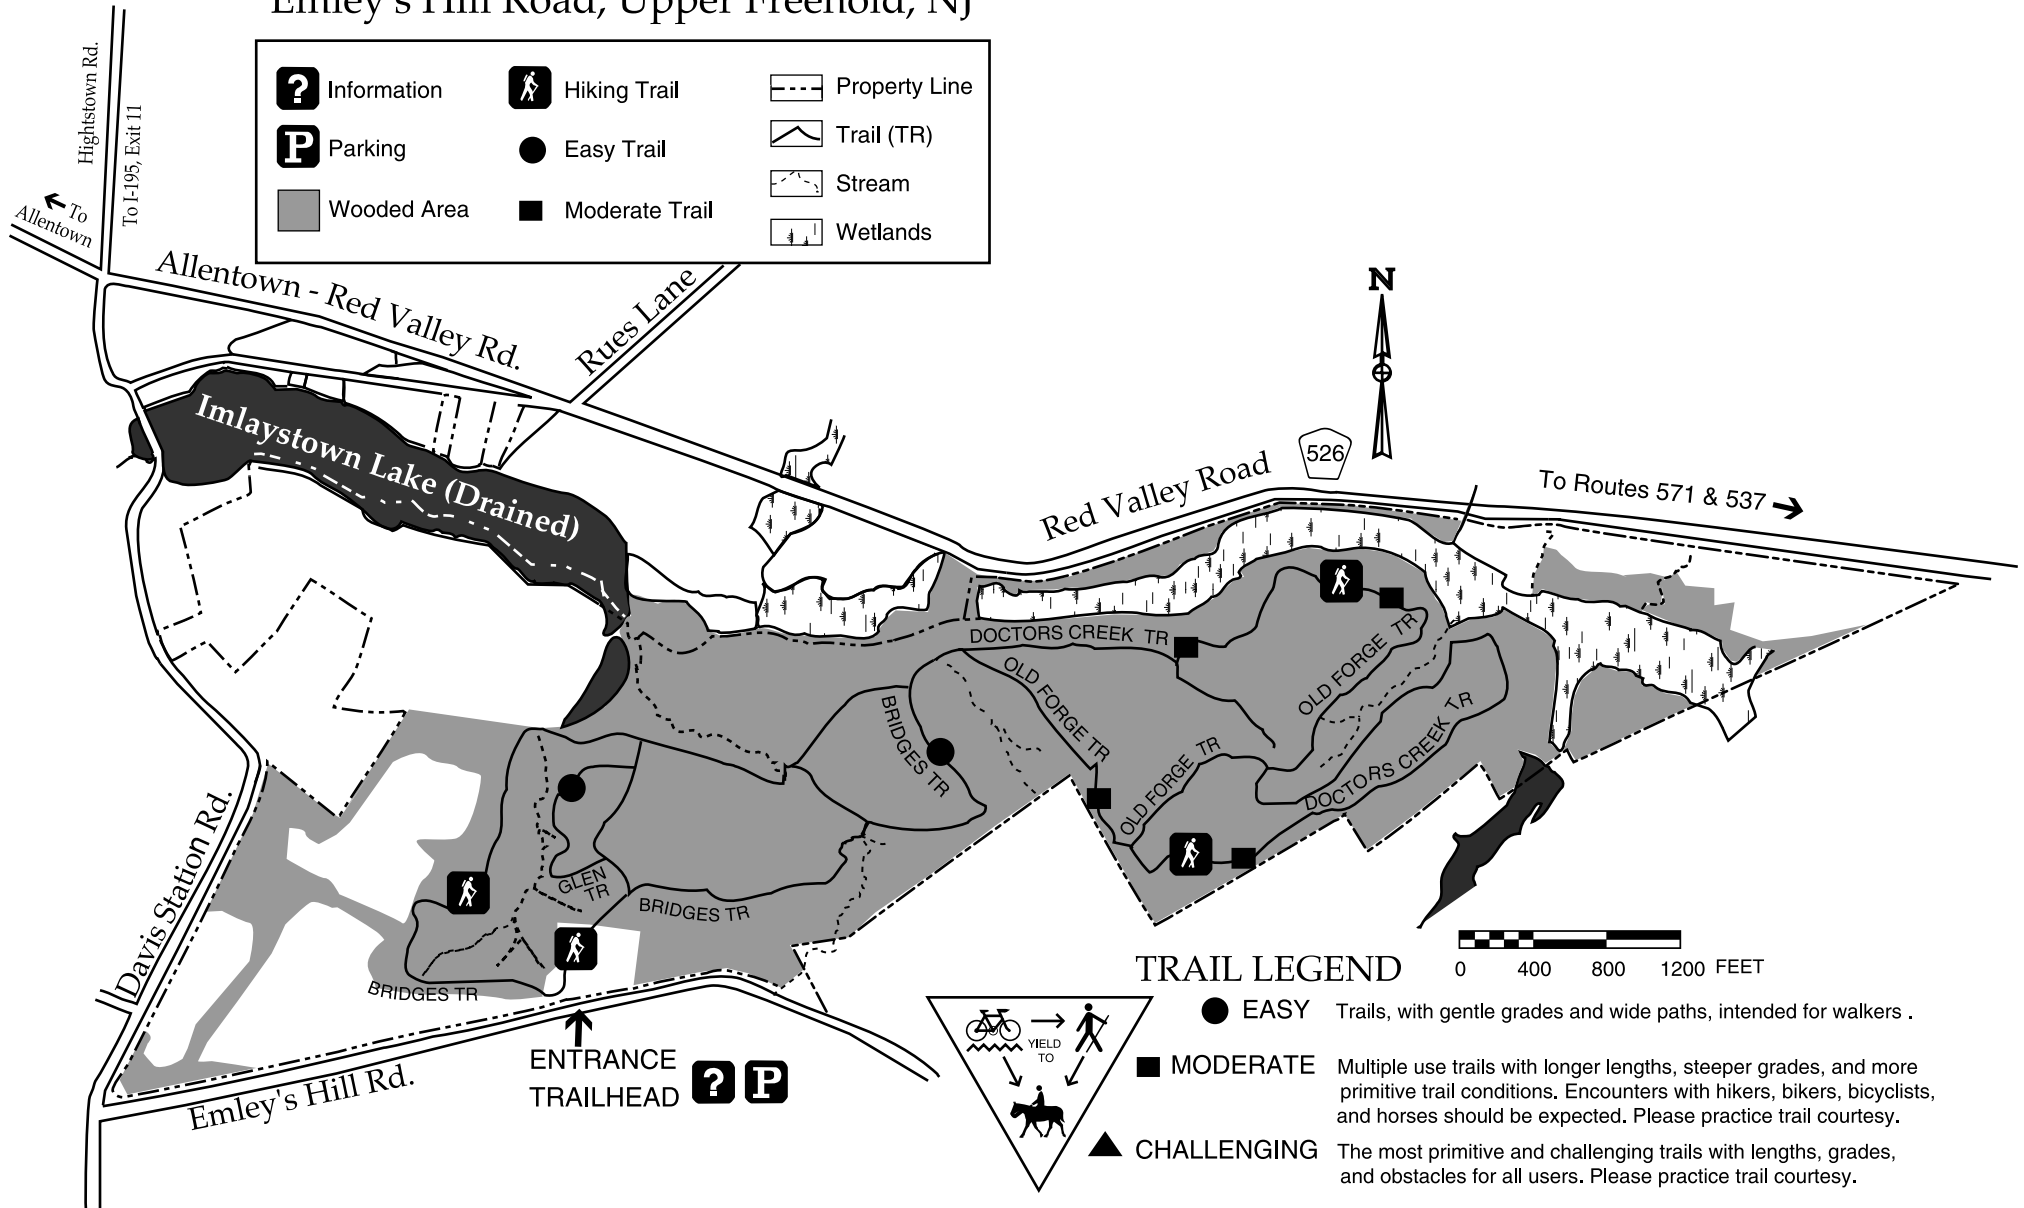 Emley's Hill Road, Upper Freehold, NJ
? Information
P Parking
Wooded Area
Hiking Trail
Easy Trail
Moderate Trail
Property Line
Trail (TR)
Stream
Wetlands
Hightstown Rd.
To I-195, Exit 11
To
Allentown
Allentown - Red Valley Rd.
Rues Lane
N
Imlaystown Lake (Drained)
526
Red Valley Road
To Routes 571 & 537
DOCTORS CREEK TR
OLD FORGE TR
OLD FORGE TR
BRIDGES TR
OLD FORGE TR
DOCTORS CREEK TR
GLEN
TR
BRIDGES TR
BRIDGES TR
Davis Station Rd.
Emley's Hill Rd.
ENTRANCE
TRAILHEAD ? P
0 400 800 1200 FEET
TRAIL LEGEND
YIELD
TO
EASY Trails, with gentle grades and wide paths, intended for walkers .
MODERATE Multiple use trails with longer lengths, steeper grades, and more
primitive trail conditions. Encounters with hikers, bikers, bicyclists,
and horses should be expected. Please practice trail courtesy.
CHALLENGING The most primitive and challenging trails with lengths, grades,
and obstacles for all users. Please practice trail courtesy.